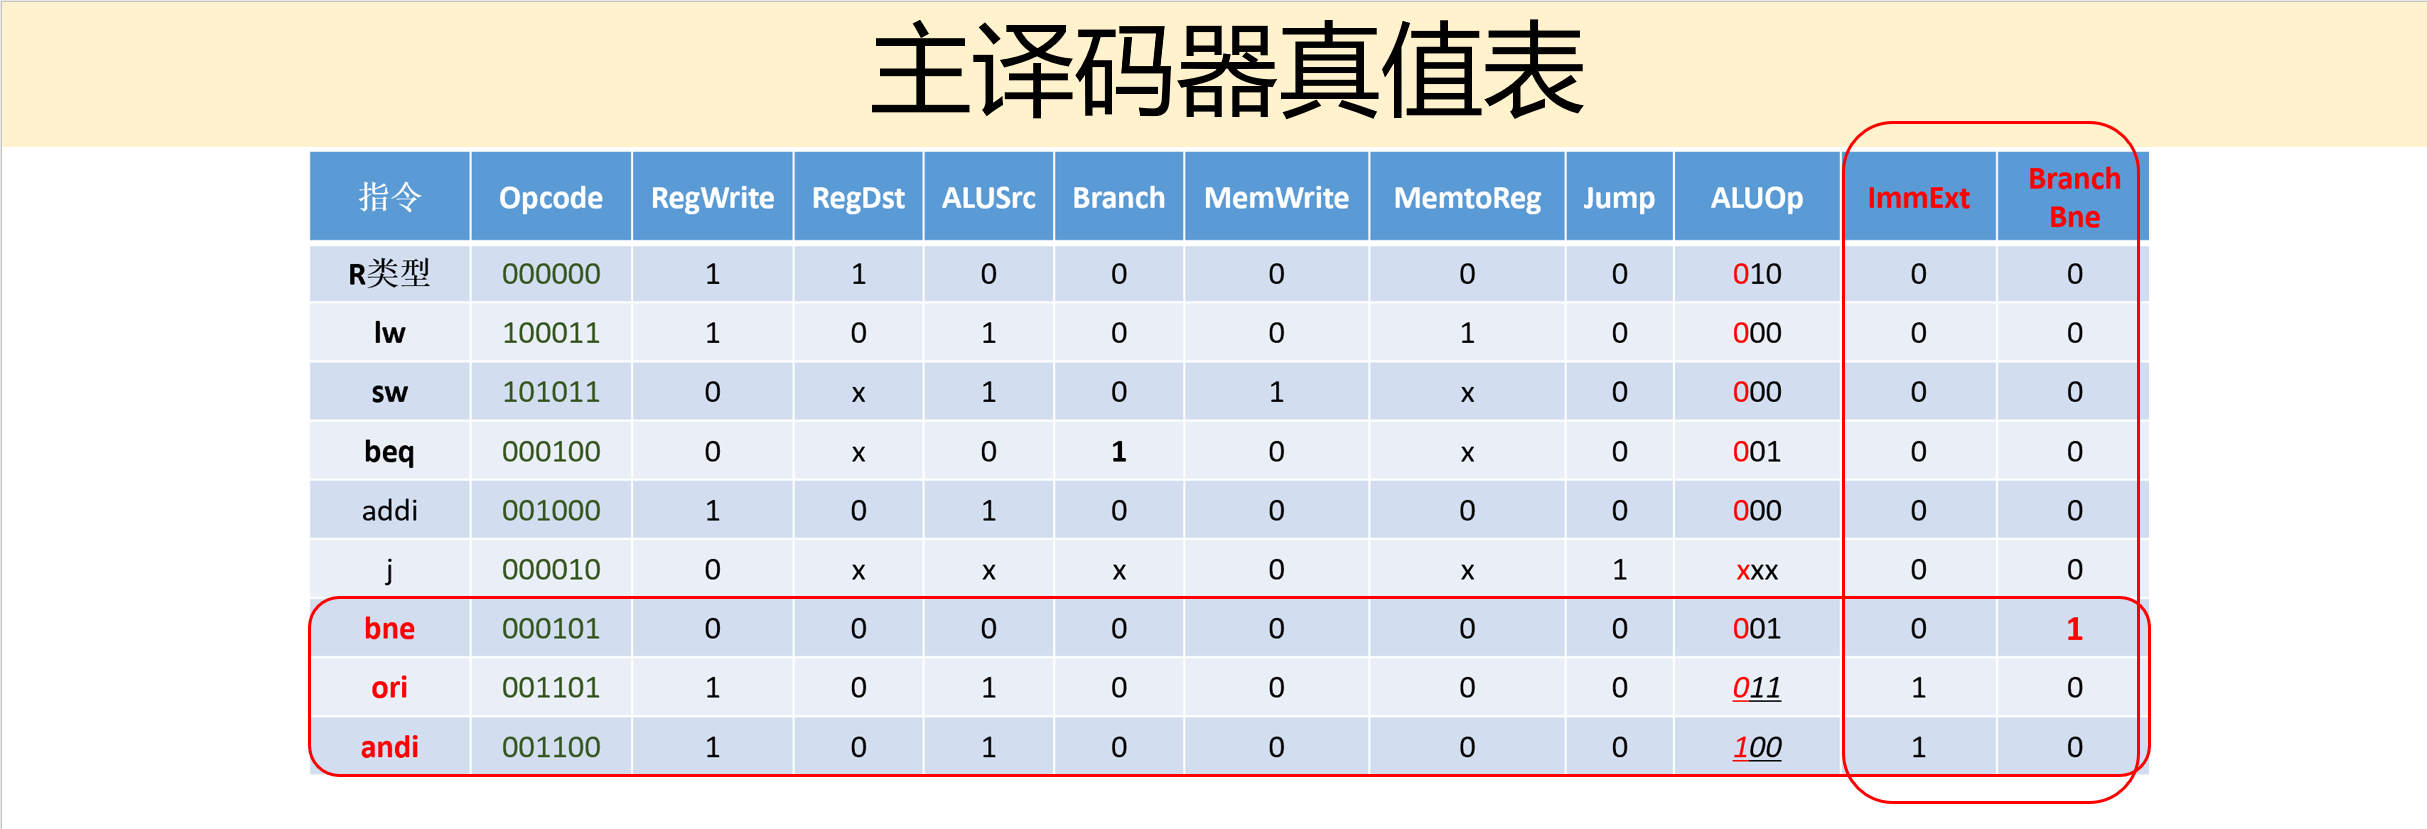 主译码器真值表
指令 Opcode RegWrite RegDst ALUSrc Branch MemWrite MemtoReg Jump ALUOp ImmExt Branch Bne
R类型 000000 1 1 0 0 0 0 0 010 0 0
lw 100011 1 0 1 0 0 1 0 000 0 0
sw 101011 0 x 1 0 1 x 0 000 0 0
beq 000100 0 x 0 1 0 x 0 001 0 0
addi 001000 1 0 1 0 0 0 0 000 0 0
j 000010 0 x x x 0 x 1 xxx 0 0
bne 000101 0 0 0 0 0 0 0 001 0 1
ori 001101 1 0 1 0 0 0 0 011 1 0
andi 001100 1 0 1 0 0 0 0 100 1 0